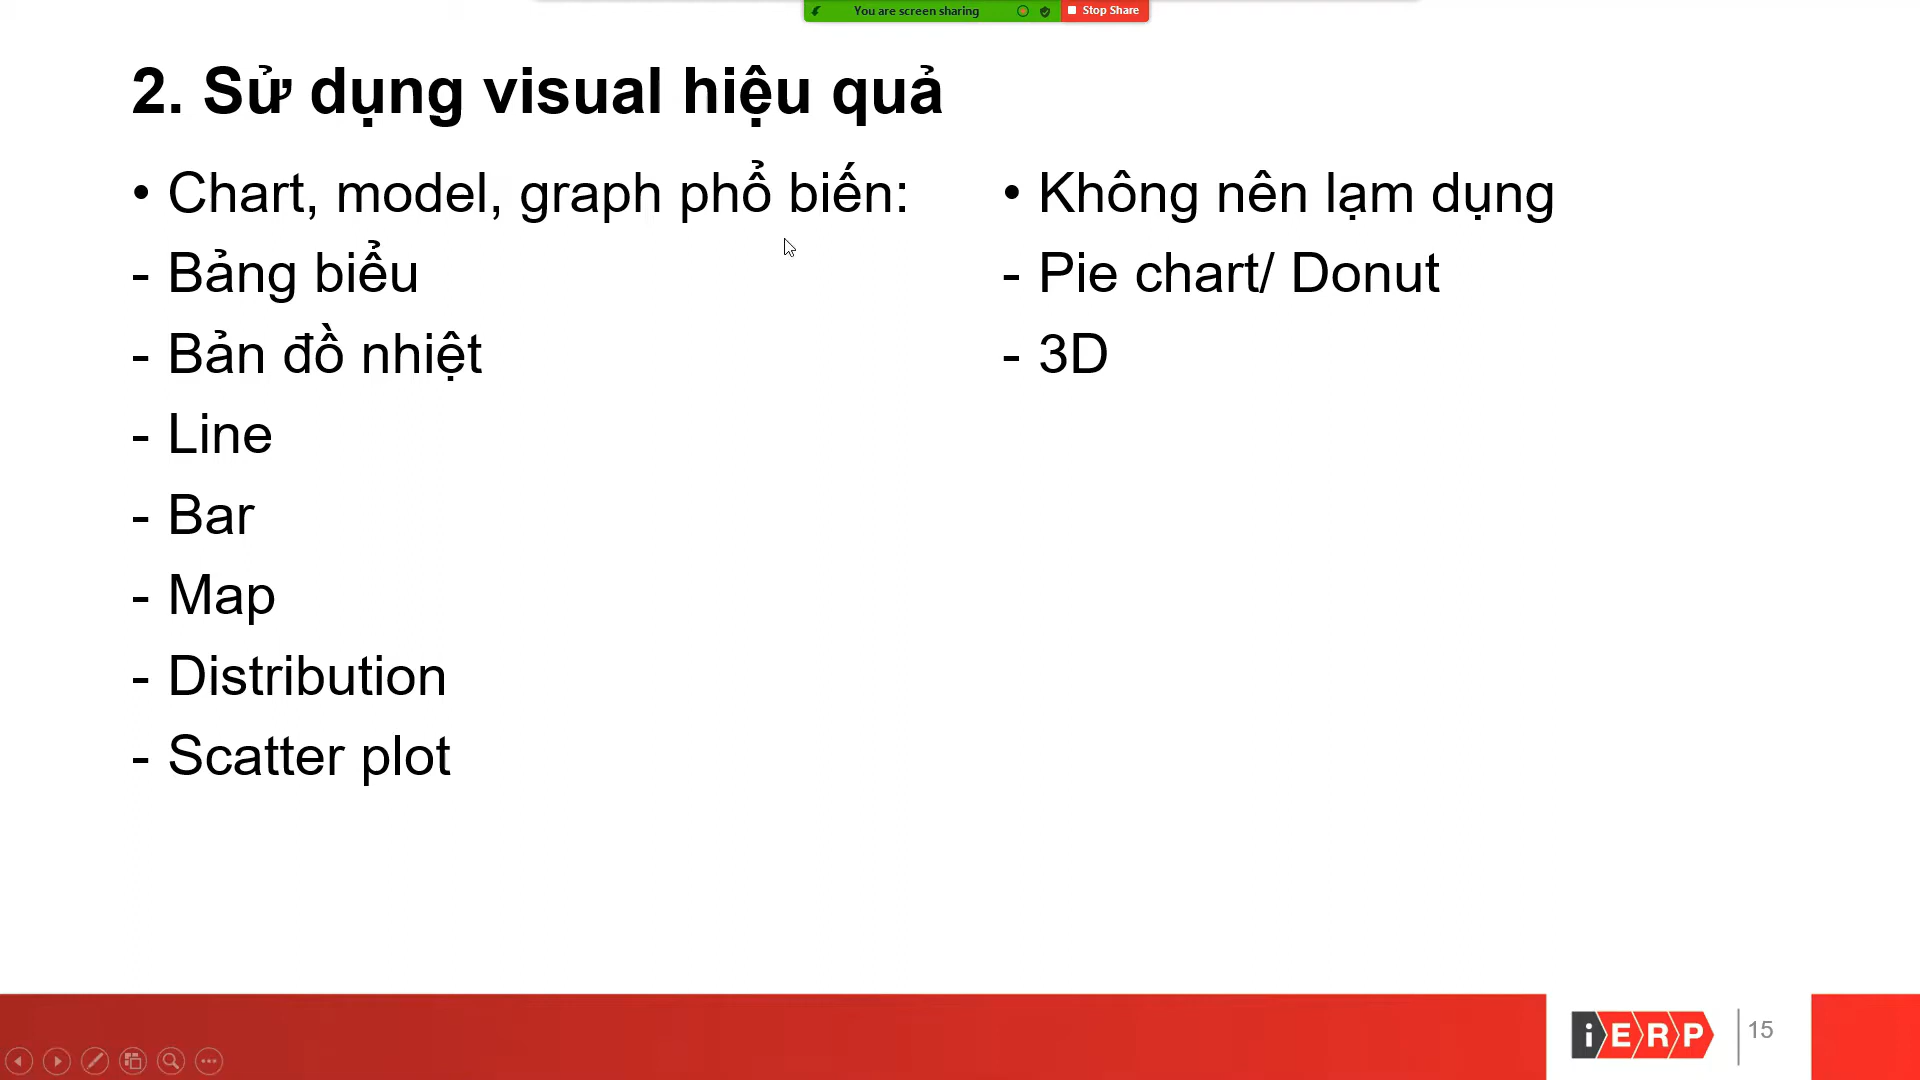 You are screen sharing
Stop Share
2. Sử dụng visual hiệu quả
• Chart, model, graph phổ biến:
- Bảng biểu
- Bản đồ nhiệt
- Line
- Bar
- Map
- Distribution
- Scatter plot
• Không nên lạm dụng
- Pie chart/ Donut
- 3D
iERP
15